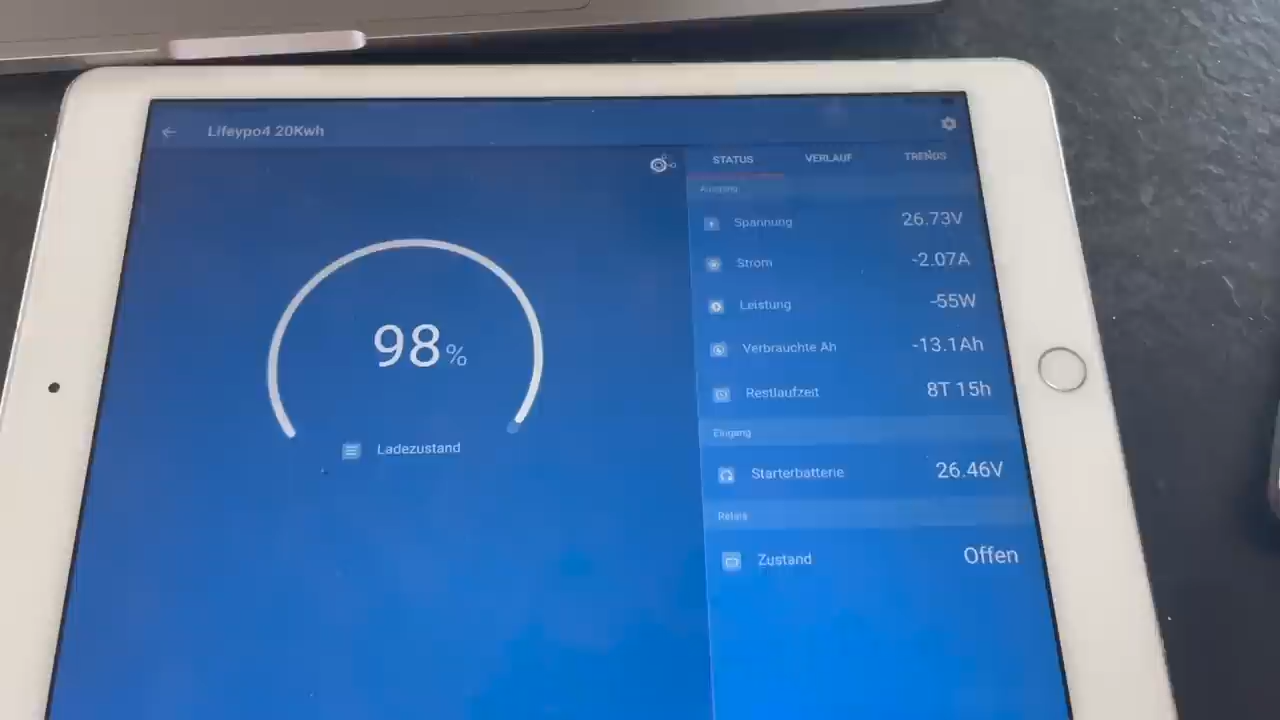 Lifeypo4 20Kwh
98%
Ladezustand
STATUS VERLAUF TRENDS
Ausgang
Spannung 26.73V
Strom -2.07A
Leistung -55W
Verbrauchte Ah -13.1Ah
Restlaufzeit 8T 15h
Eingang
Starterbatterie 26.46V
Relais
Zustand Offen